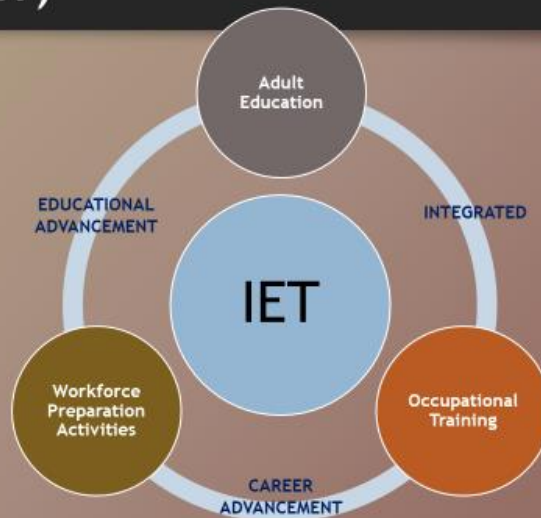 Adult
Education
EDUCATIONAL
ADVANCEMENT
INTEGRATED
IET
Workforce
Preparation
Activities
Occupational
Training
CAREER
ADVANCEMENT